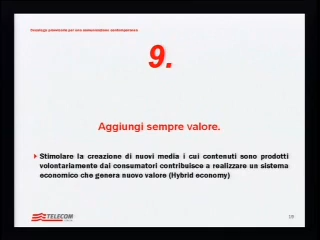 9.
Aggiungi sempre valore.
Stimolare la creazione di nuovi media i cui contenuti sono prodotti
volontariamente dai consumatori contribuisce a realizzare un sistema
economico che genera nuovo valore (Hybrid economy)
TELECOM